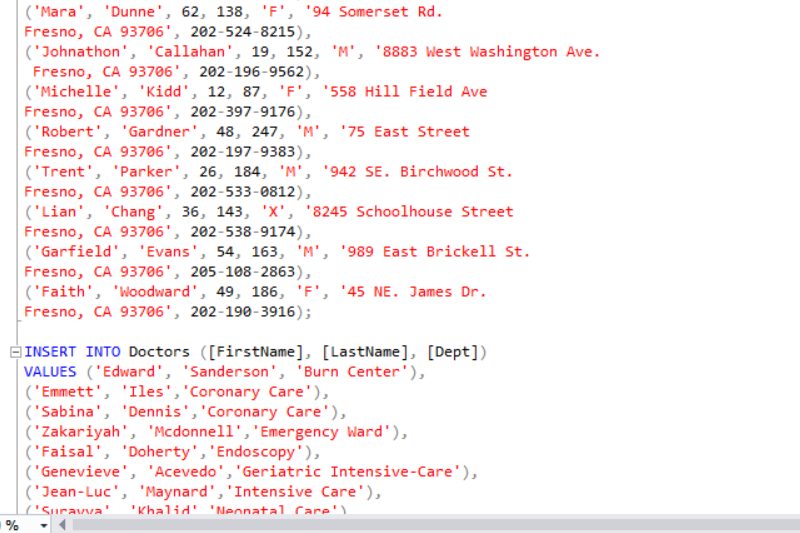 ('Mara', 'Dunne', 62, 138, 'F', '94 Somerset Rd.
Fresno, CA 93706', 202-524-8215),
('Johnathon', 'Callahan', 19, 152, 'M', '8883 West Washington Ave.
Fresno, CA 93706', 202-196-9562),
('Michelle', 'Kidd', 12, 87, 'F', '558 Hill Field Ave
Fresno, CA 93706', 202-397-9176),
('Robert', 'Gardner', 48, 247, 'M', '75 East Street
Fresno, CA 93706', 202-197-9383),
('Trent', 'Parker', 26, 184, 'M', '942 SE. Birchwood St.
Fresno, CA 93706', 202-533-0812),
('Lian', 'Chang', 36, 143, 'X', '8245 Schoolhouse Street
Fresno, CA 93706', 202-538-9174),
('Garfield', 'Evans', 54, 163, 'M', '989 East Brickell St.
Fresno, CA 93706', 205-108-2863),
('Faith', 'Woodward', 49, 186, 'F', '45 NE. James Dr.
Fresno, CA 93706', 202-190-3916);
INSERT INTO Doctors ([FirstName], [LastName], [Dept])
VALUES ('Edward', 'Sanderson', 'Burn Center'),
('Emmett', 'Iles','Coronary Care'),
('Sabina', 'Dennis','Coronary Care'),
('Zakariyah', 'Mcdonnell','Emergency Ward'),
('Faisal', 'Doherty','Endoscopy'),
('Genevieve', 'Acevedo','Geriatric Intensive-Care'),
('Jean-Luc', 'Maynard','Intensive Care'),
('Surayya', 'Khalid','Neonatal Care')
%